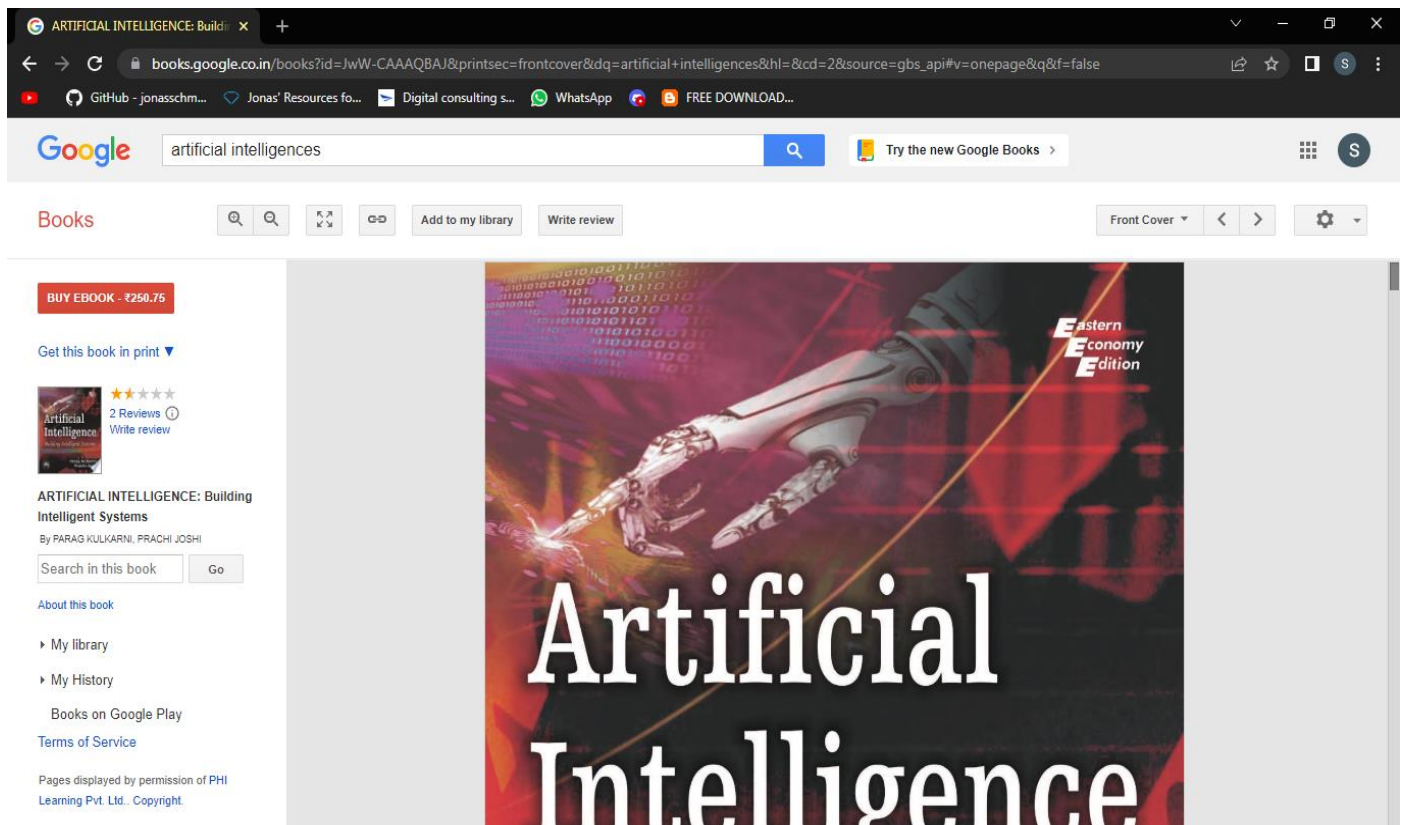 ARTIFICIAL INTELLIGENCE: Buildi
books.google.co.in/books?id=JwW-CAAAQBAJ&printsec=frontcover&dq=artificial+intelligences&hl=&cd=2&source=gbs_api#v=onepage&q&f=false
S
GitHub - jonasschm... Jonas' Resources fo... Digital consulting s... WhatsApp FREE DOWNLOAD...
Google artificial intelligences Try the new Google Books > S
Books Add to my library Write review Front Cover
BUY EBOOK - ₹250.75
Get this book in print ▼
2 Reviews
Write review
Artificial
Intelligence
ARTIFICIAL INTELLIGENCE: Building
Intelligent Systems
By PARAG KULKARNI, PRACHI JOSHI
Search in this book Go
About this book
My library
My History
Books on Google Play
Terms of Service
Pages displayed by permission of PHI
Learning Pvt. Ltd.. Copyright.
Eastern
Economy
Edition
Artificial
Intelligence